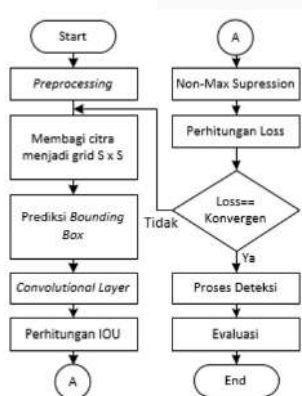 Start
Preprocessing
Membagi citra
menjadi grid S x S
Prediksi Bounding
Box
Convolutional Layer
Perhitungan IOU
A
A
Non-Max Supression
Perhitungan Loss
Loss==
Konvergen
Tidak
Ya
Proses Deteksi
Evaluasi
End